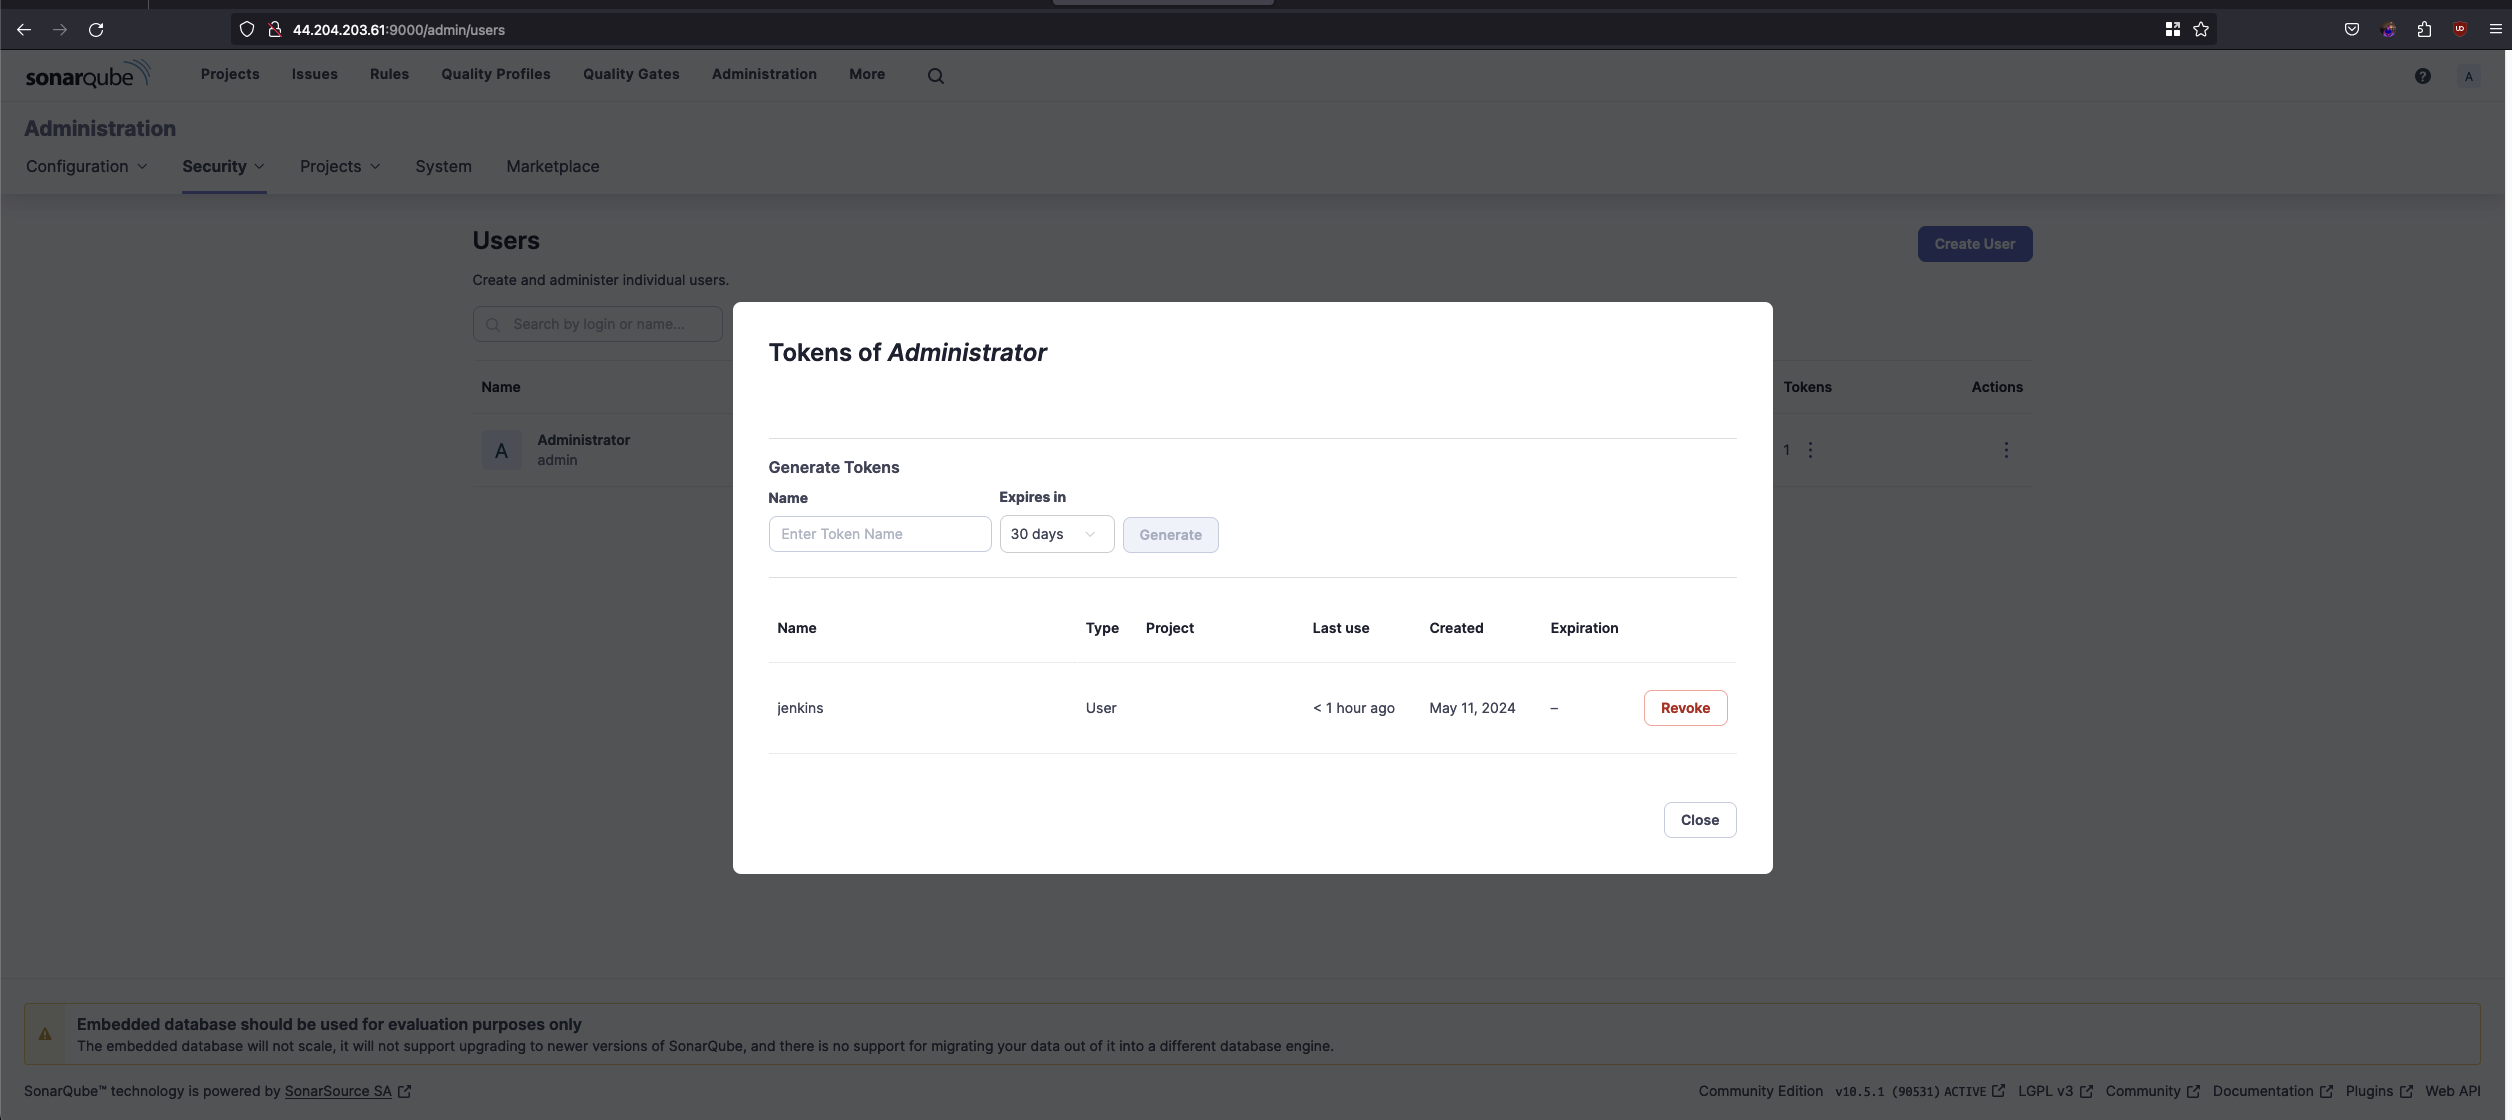 44.204.203.61:9000/admin/users
sonarqube Projects Issues Rules Quality Profiles Quality Gates Administration More ? A
Administration
Configuration Security Projects System Marketplace
Users
Create User
Create and administer individual users.
Search by login or name...
Name Tokens Actions
A Administrator
admin
1
Tokens of Administrator
Generate Tokens
Name Expires in
Enter Token Name 30 days Generate
Name Type Project Last use Created Expiration
jenkins User < 1 hour ago May 11, 2024 – Revoke
Close
Embedded database should be used for evaluation purposes only
The embedded database will not scale, it will not support upgrading to newer versions of SonarQube, and there is no support for migrating your data out of it into a different database engine.
SonarQube™ technology is powered by SonarSource SA Community Edition v10.5.1 (90531) ACTIVE LGPL v3 Community Documentation Plugins Web API